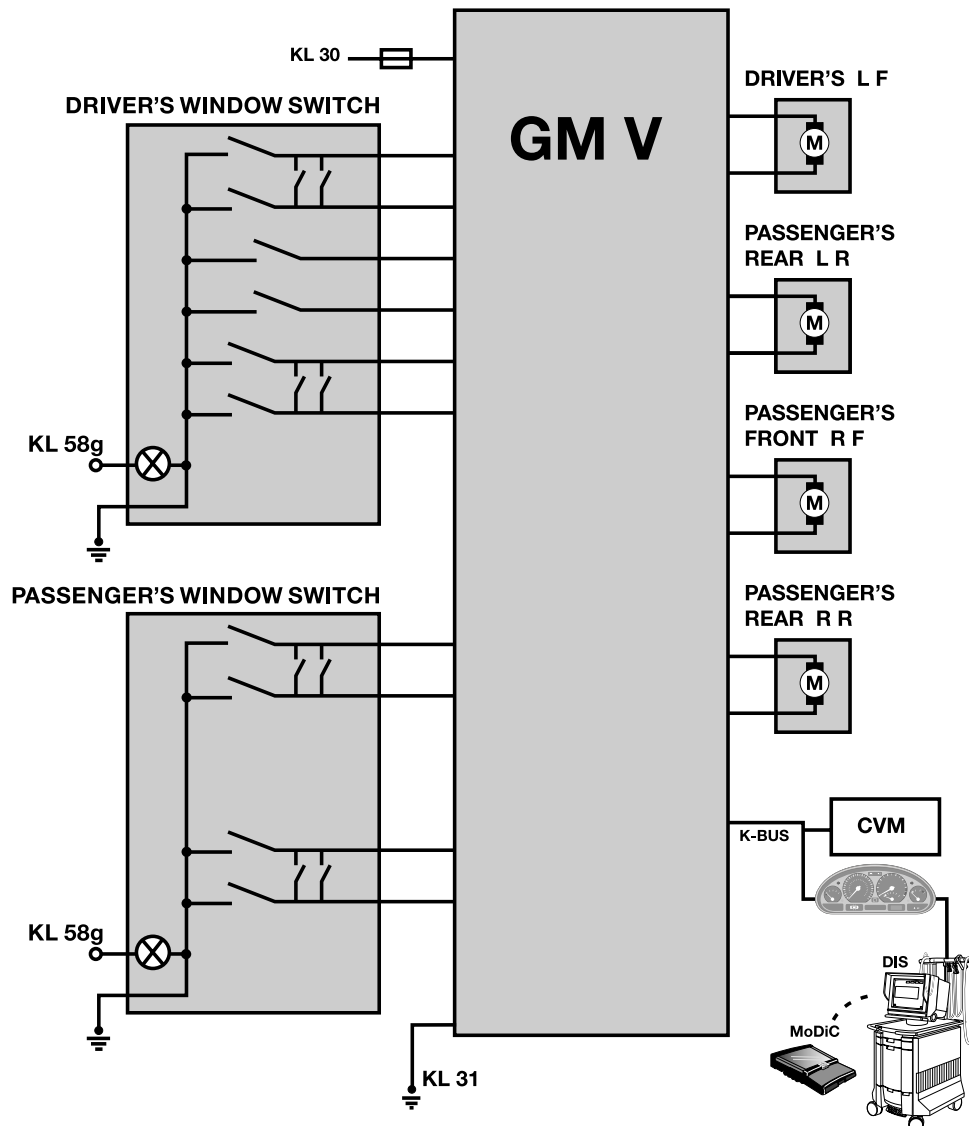 KL 30
DRIVER'S WINDOW SWITCH
GM V
DRIVER'S L F
M
PASSENGER'S
REAR L R
M
PASSENGER'S
FRONT R F
M
KL 58g
PASSENGER'S WINDOW SWITCH
PASSENGER'S
REAR R R
M
K-BUS
CVM
KL 58g
DIS
MoDiC
KL 31